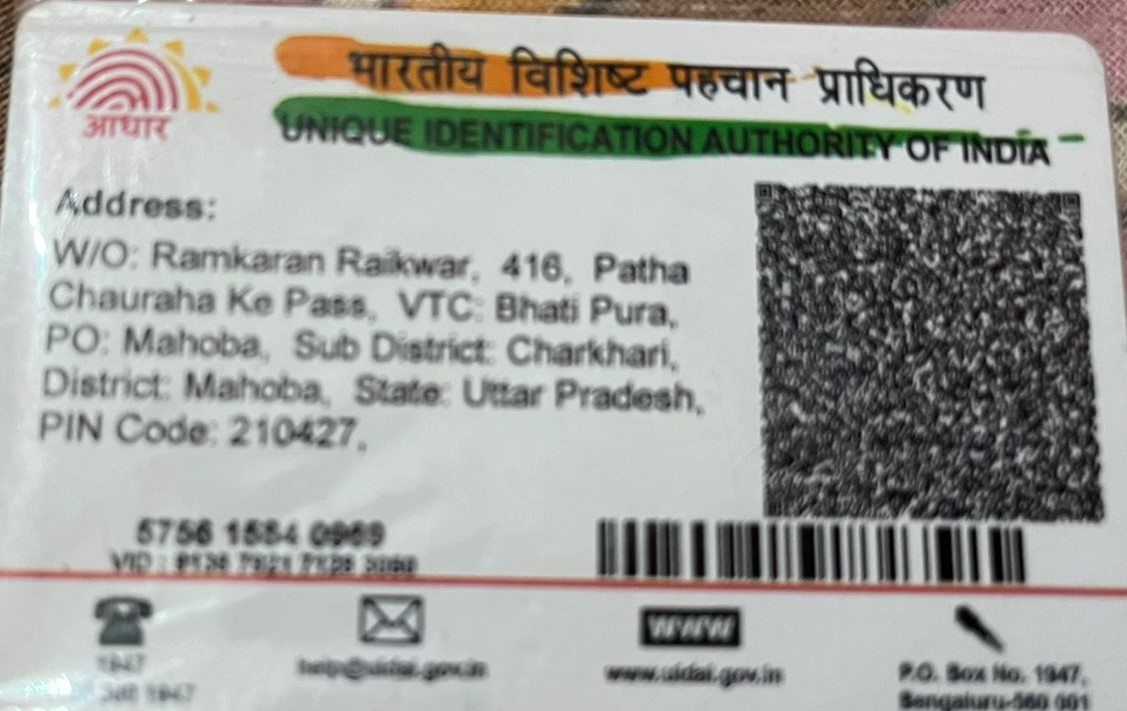 आधार
भारतीय विशिष्ट पहचान प्राधिकरण
UNIQUE IDENTIFICATION AUTHORITY OF INDIA
Address:
W/O: Ramkaran Raikwar, 416, Patha
Chauraha Ke Pass, VTC: Bhati Pura,
PO: Mahoba, Sub District: Charkhari,
District: Mahoba, State: Uttar Pradesh,
PIN Code: 210427,
5756 1554 0969
VID :
1947
1947
help@uidai.gov.in
www
www.uidai.gov.in
P.O. Box No. 1947,
Bengaluru-560 001